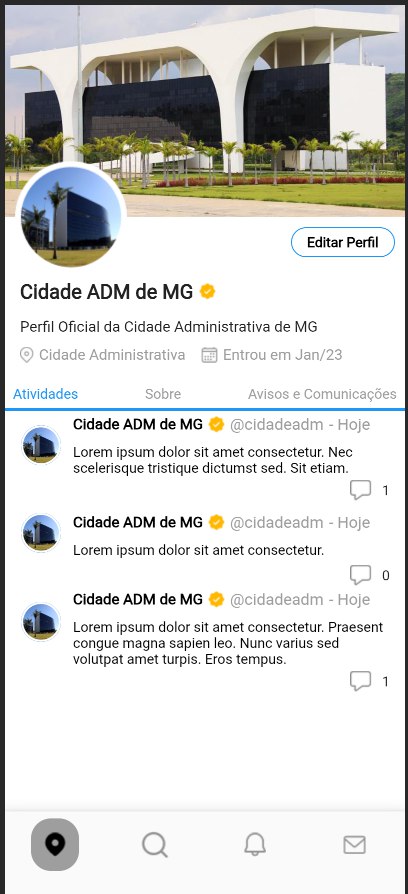 Editar Perfil
Cidade ADM de MG
Perfil Oficial da Cidade Administrativa de MG
Cidade Administrativa Entrou em Jan/23
Atividades Sobre Avisos e Comunicações
Cidade ADM de MG @cidadeadm - Hoje
Lorem ipsum dolor sit amet consectetur. Nec
scelerisque tristique dictumst sed. Sit etiam.
1
Cidade ADM de MG @cidadeadm - Hoje
Lorem ipsum dolor sit amet consectetur.
0
Cidade ADM de MG @cidadeadm - Hoje
Lorem ipsum dolor sit amet consectetur. Praesent
congue magna sapien leo. Nunc varius sed
volutpat amet turpis. Eros tempus.
1